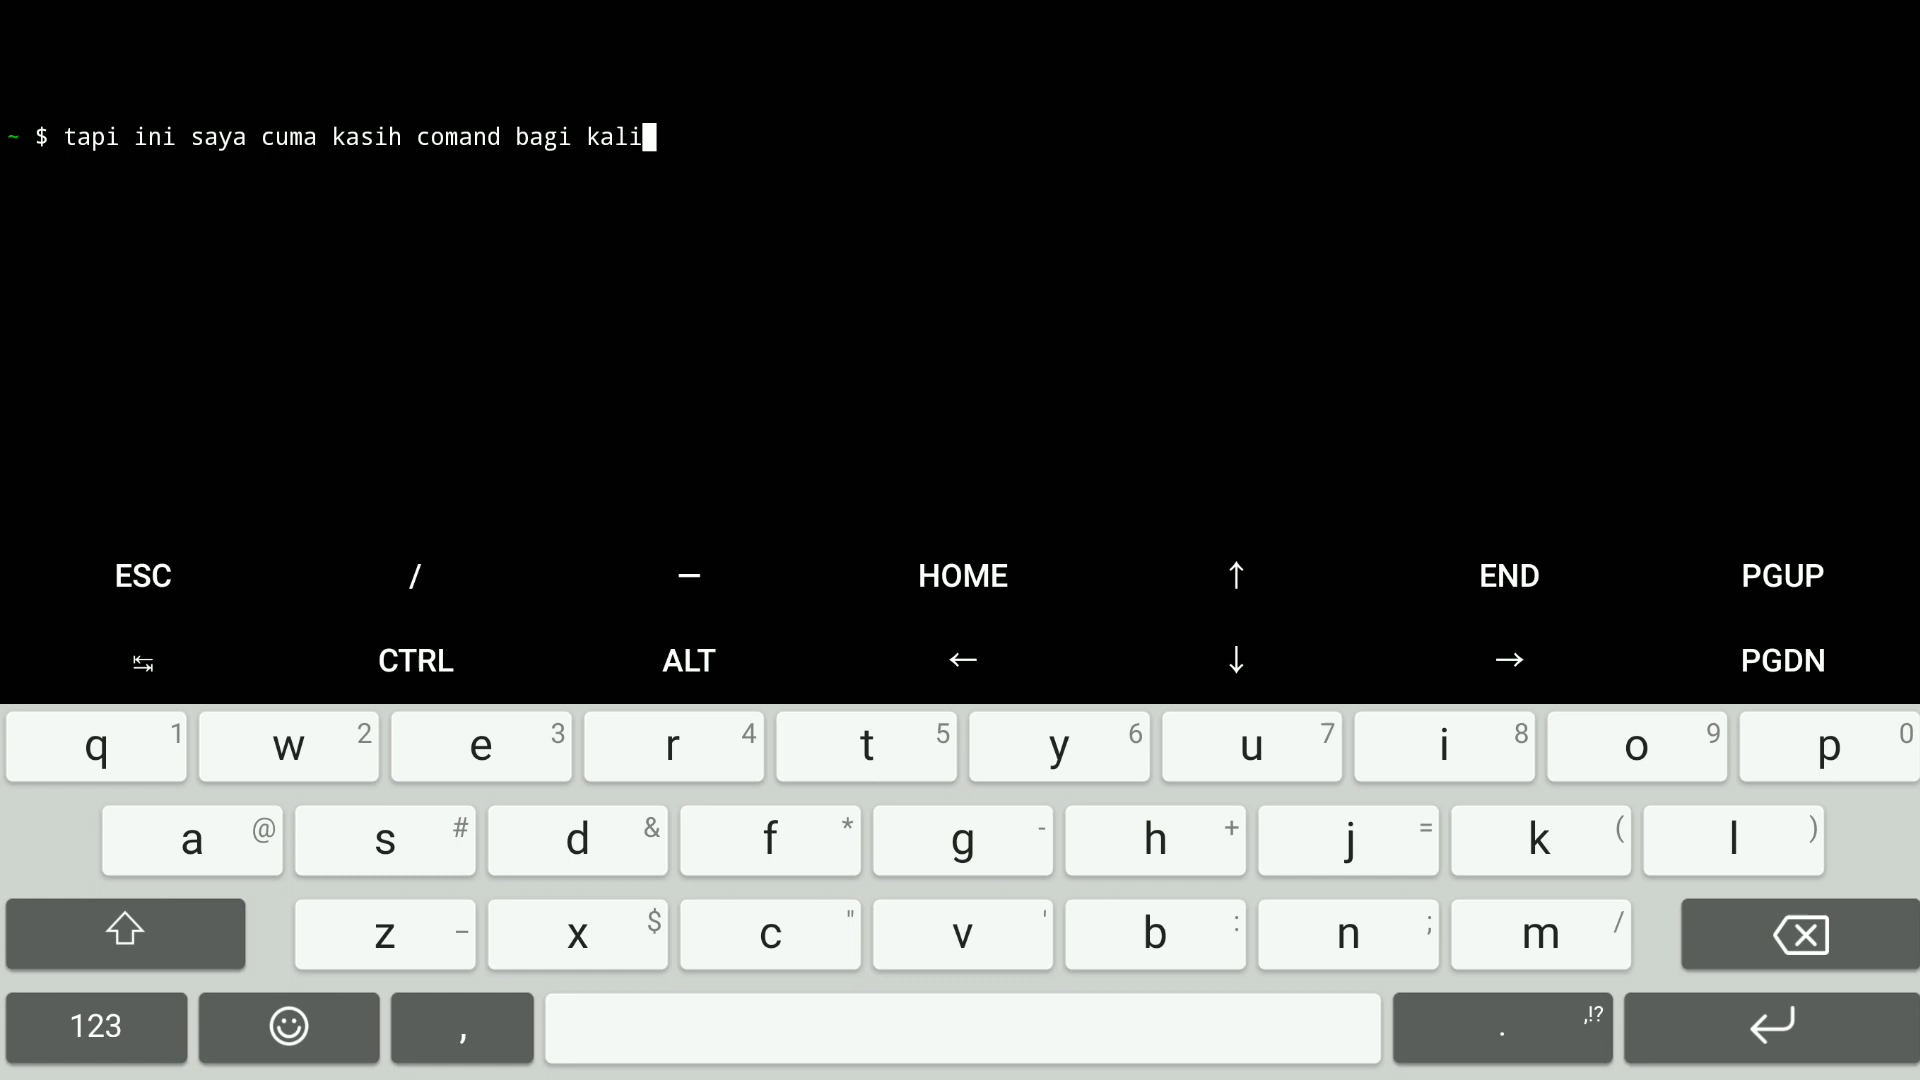 ~ $ tapi ini saya cuma kasih comand bagi kali
ESC / — HOME ↑ END PGUP
↹ CTRL ALT ← ↓ → PGDN
q 1 w 2 e 3 r 4 t 5 y 6 u 7 i 8 o 9 p 0
a @ s # d & f * g - h + j = k ( l )
z _ x $ c " v ' b : n ; m /
123 , . ,!?